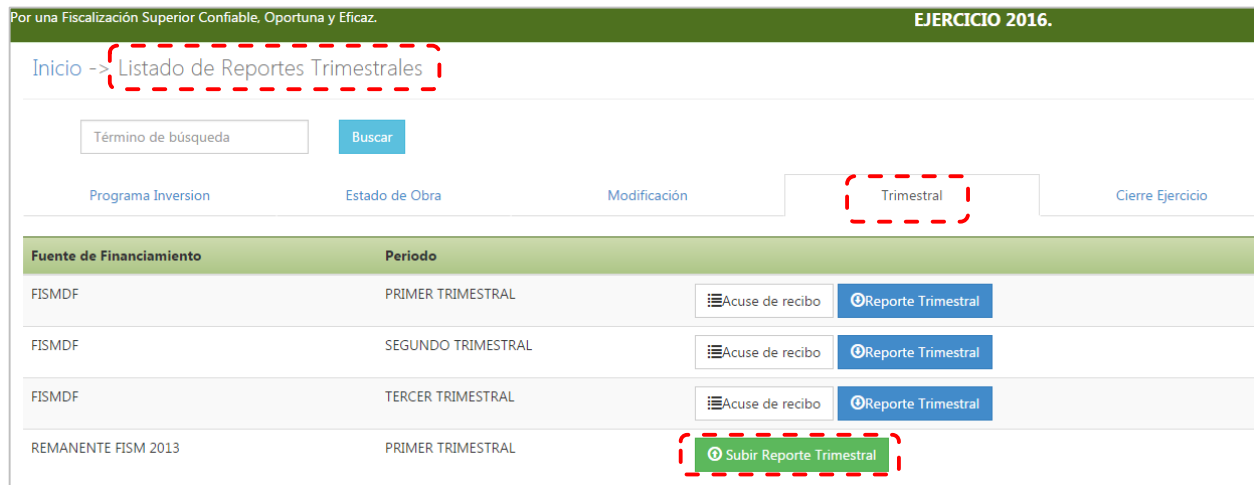 Por una Fiscalización Superior Confiable, Oportuna y Eficaz. EJERCICIO 2016.
Inicio -> Listado de Reportes Trimestrales
Término de búsqueda Buscar
Programa Inversion Estado de Obra Modificación Trimestral Cierre Ejercicio
Fuente de Financiamiento Periodo
FISMDF PRIMER TRIMESTRAL Acuse de recibo Reporte Trimestral
FISMDF SEGUNDO TRIMESTRAL Acuse de recibo Reporte Trimestral
FISMDF TERCER TRIMESTRAL Acuse de recibo Reporte Trimestral
REMANENTE FISM 2013 PRIMER TRIMESTRAL Subir Reporte Trimestral